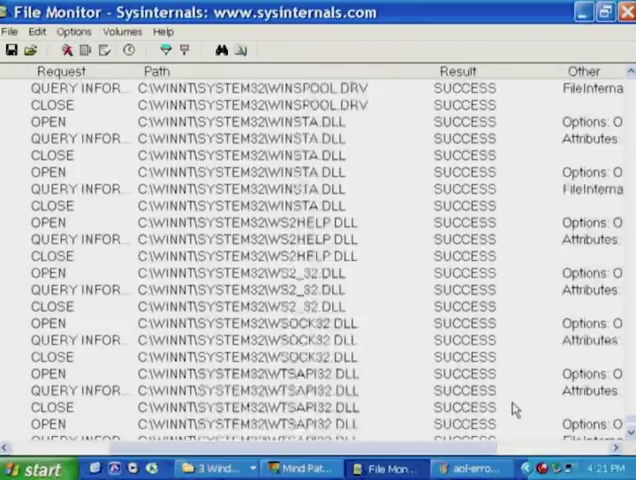 File Monitor - Sysinternals: www.sysinternals.com
File Edit Options Volumes Help
Request Path Result Other
QUERY INFOR... C:\WINNT\SYSTEM32\WINSPOOL.DRV SUCCESS FileInterna
CLOSE C:\WINNT\SYSTEM32\WINSPOOL.DRV SUCCESS
OPEN C:\WINNT\SYSTEM32\WINSTA.DLL SUCCESS Options: O
QUERY INFOR... C:\WINNT\SYSTEM32\WINSTA.DLL SUCCESS Attributes:
CLOSE C:\WINNT\SYSTEM32\WINSTA.DLL SUCCESS
OPEN C:\WINNT\SYSTEM32\WINSTA.DLL SUCCESS Options: O
QUERY INFOR... C:\WINNT\SYSTEM32\WINSTA.DLL SUCCESS FileInterna
CLOSE C:\WINNT\SYSTEM32\WINSTA.DLL SUCCESS
OPEN C:\WINNT\SYSTEM32\WS2HELP.DLL SUCCESS Options: O
QUERY INFOR... C:\WINNT\SYSTEM32\WS2HELP.DLL SUCCESS Attributes:
CLOSE C:\WINNT\SYSTEM32\WS2HELP.DLL SUCCESS
OPEN C:\WINNT\SYSTEM32\WS2_32.DLL SUCCESS Options: O
QUERY INFOR... C:\WINNT\SYSTEM32\WS2_32.DLL SUCCESS Attributes:
CLOSE C:\WINNT\SYSTEM32\WS2_32.DLL SUCCESS
OPEN C:\WINNT\SYSTEM32\WSOCK32.DLL SUCCESS Options: O
QUERY INFOR... C:\WINNT\SYSTEM32\WSOCK32.DLL SUCCESS Attributes:
CLOSE C:\WINNT\SYSTEM32\WSOCK32.DLL SUCCESS
OPEN C:\WINNT\SYSTEM32\WTSAPI32.DLL SUCCESS Options: O
QUERY INFOR... C:\WINNT\SYSTEM32\WTSAPI32.DLL SUCCESS Attributes:
CLOSE C:\WINNT\SYSTEM32\WTSAPI32.DLL SUCCESS
OPEN C:\WINNT\SYSTEM32\WTSAPI32.DLL SUCCESS Options: O
start 3 Wind... Mind Pat... File Mon... aol-erro... 4:21 PM